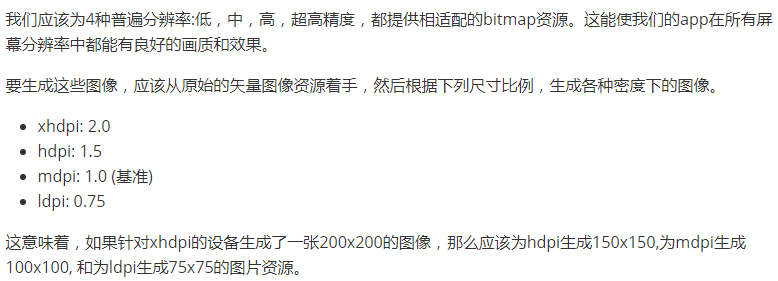 我们应该为4种普遍分辨率:低，中，高，超高精度，都提供相适配的bitmap资源。这能使我们的app在所有屏
幕分辨率中都能有良好的画质和效果。
要生成这些图像，应该从原始的矢量图像资源着手，然后根据下列尺寸比例，生成各种密度下的图像。
xhdpi: 2.0
hdpi: 1.5
mdpi: 1.0 (基准)
ldpi: 0.75
这意味着，如果针对xhdpi的设备生成了一张200x200的图像，那么应该为hdpi生成150x150,为mdpi生成
100x100, 和为ldpi生成75x75的图片资源。